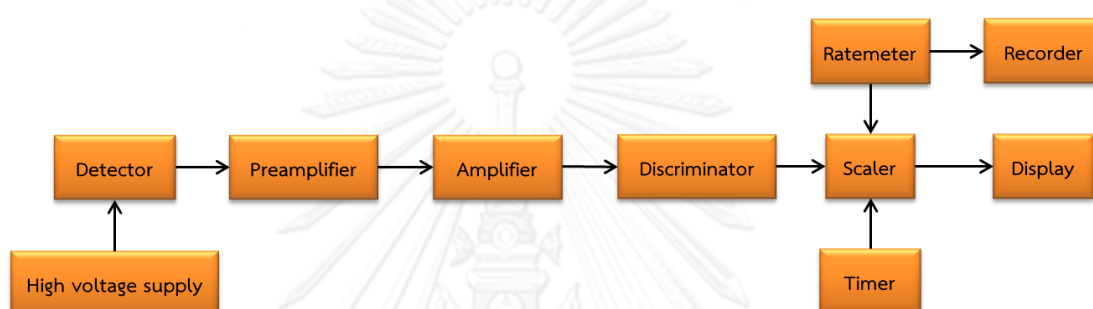 Ratemeter
Recorder
Detector
Preamplifier
Amplifier
Discriminator
Scaler
Display
High voltage supply
Timer